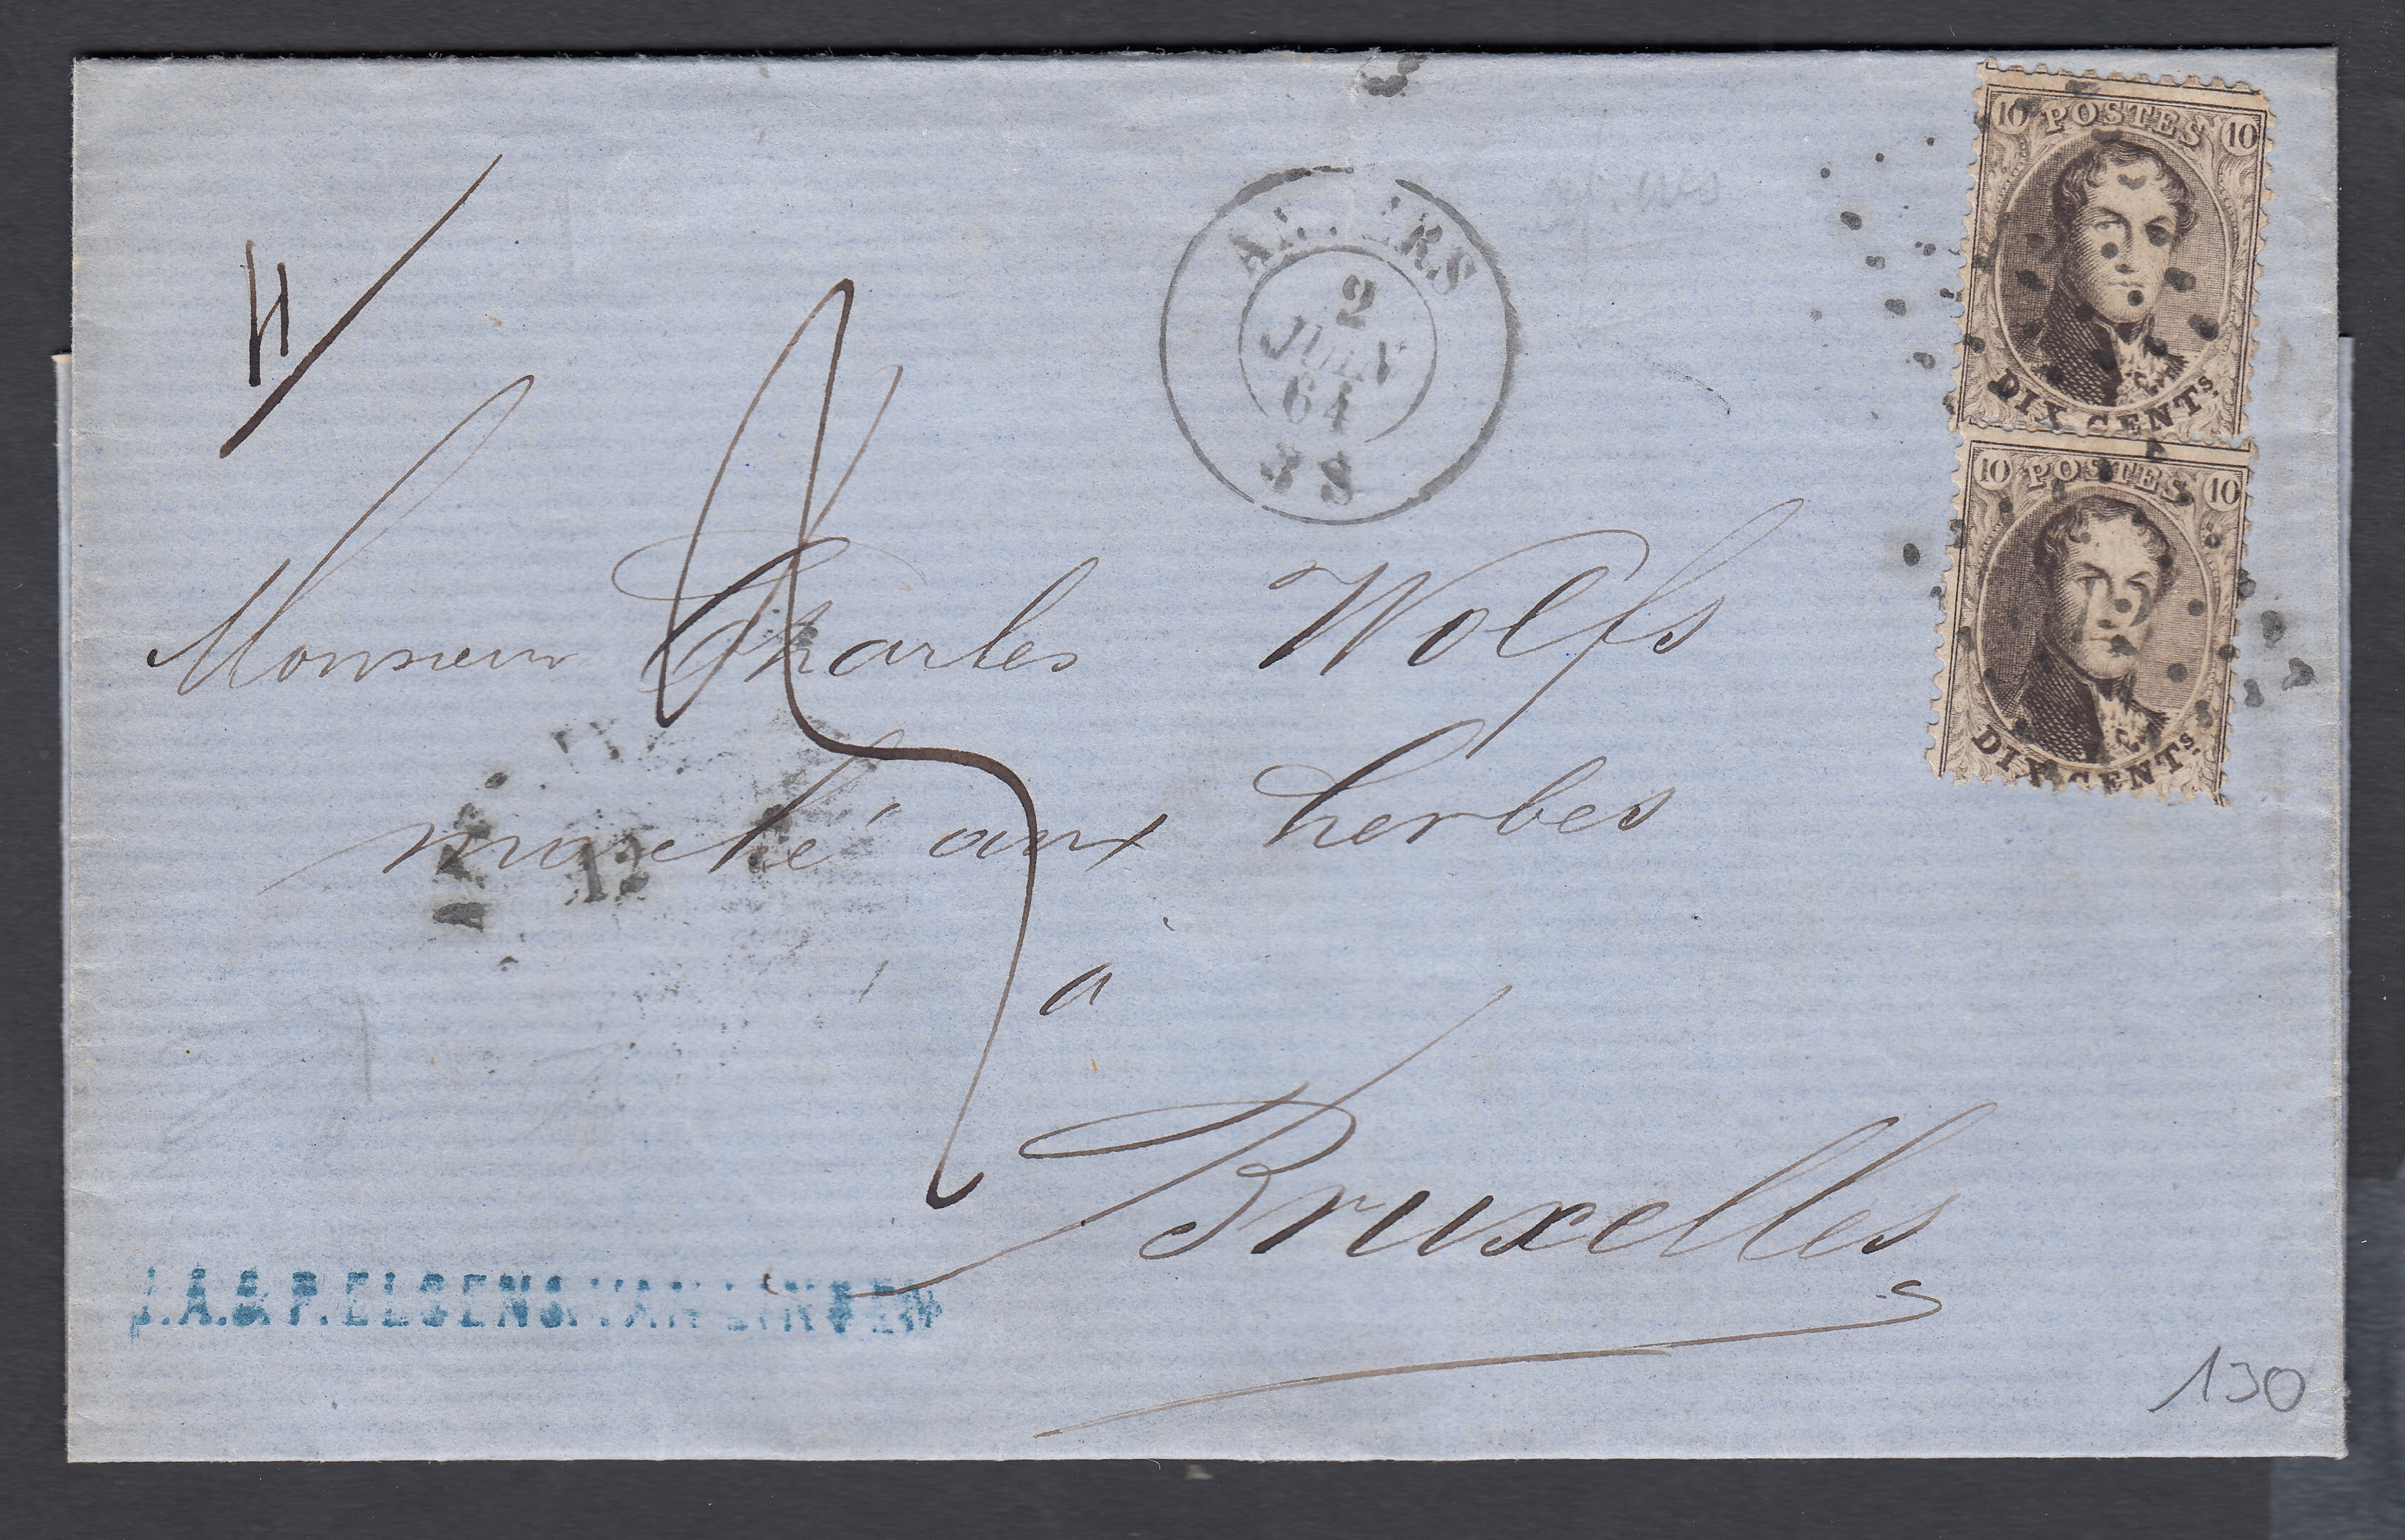 10 POSTES 10
DIX CENTS.
10 POSTES 10
DIX CENTS.
2
JUIN
64
Monsieur Charles Wolfs
marché aux herbes
12
à
Bruxelles
130